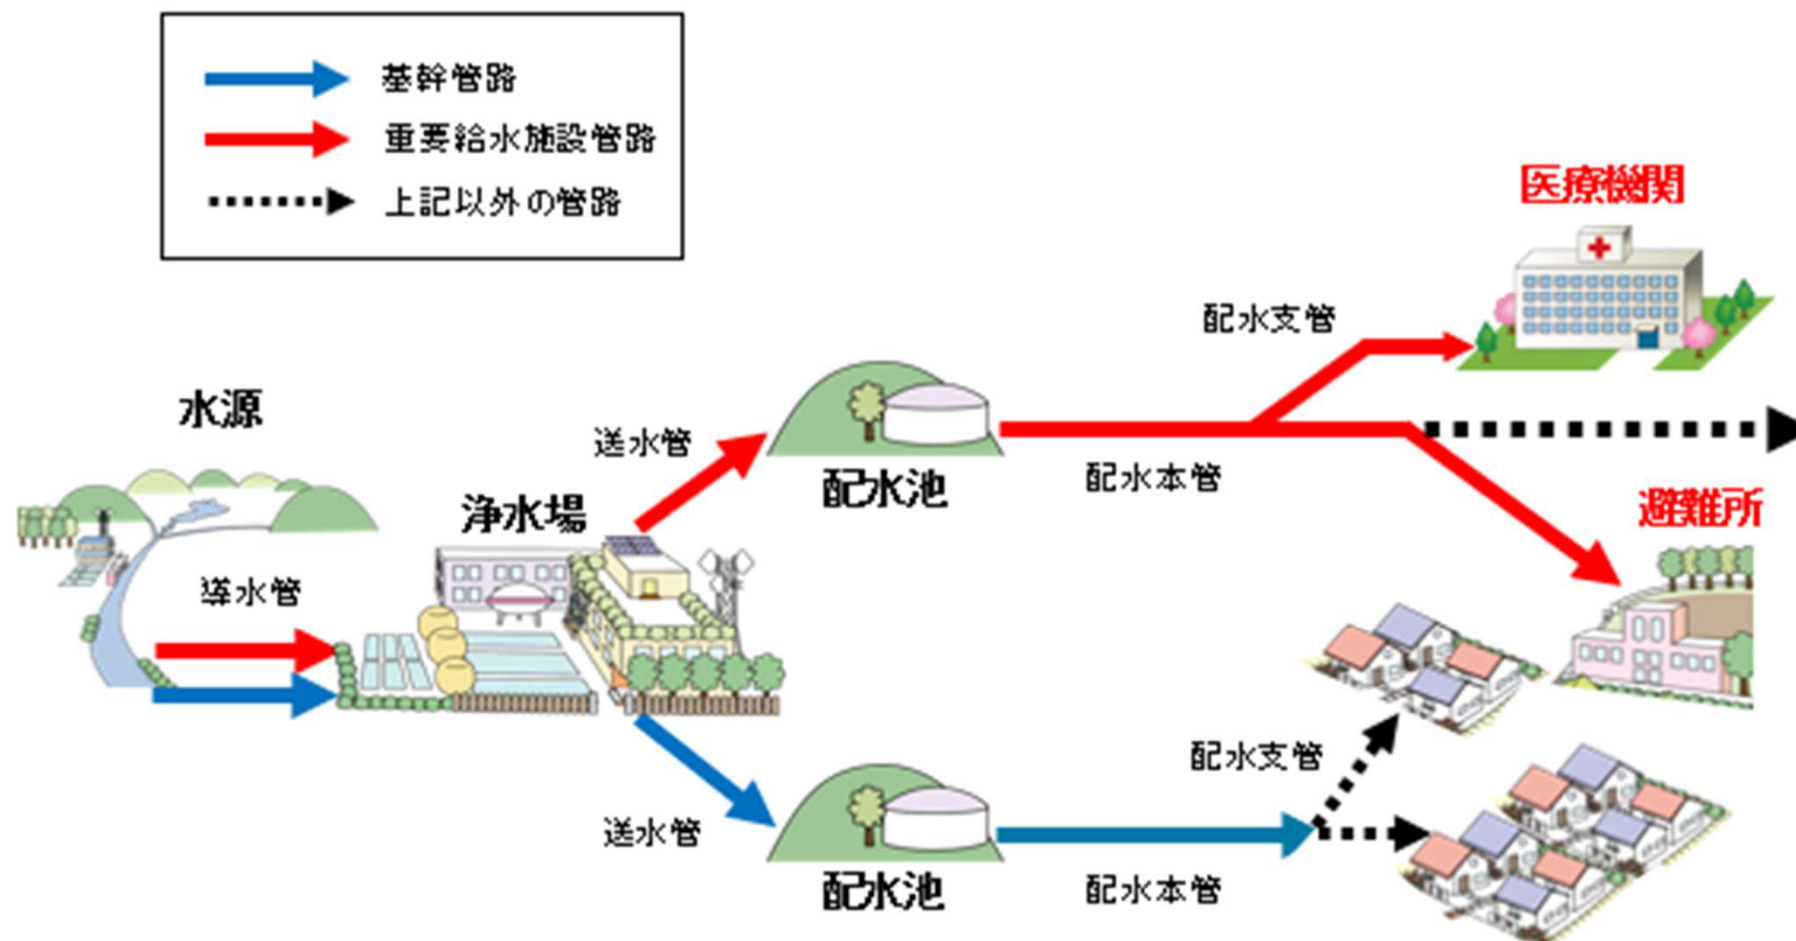 基幹管路
重要給水施設管路
上記以外の管路
医療機関
配水支管
水源
送水管
配水池
配水本管
浄水場
避難所
導水管
配水支管
送水管
配水池
配水本管